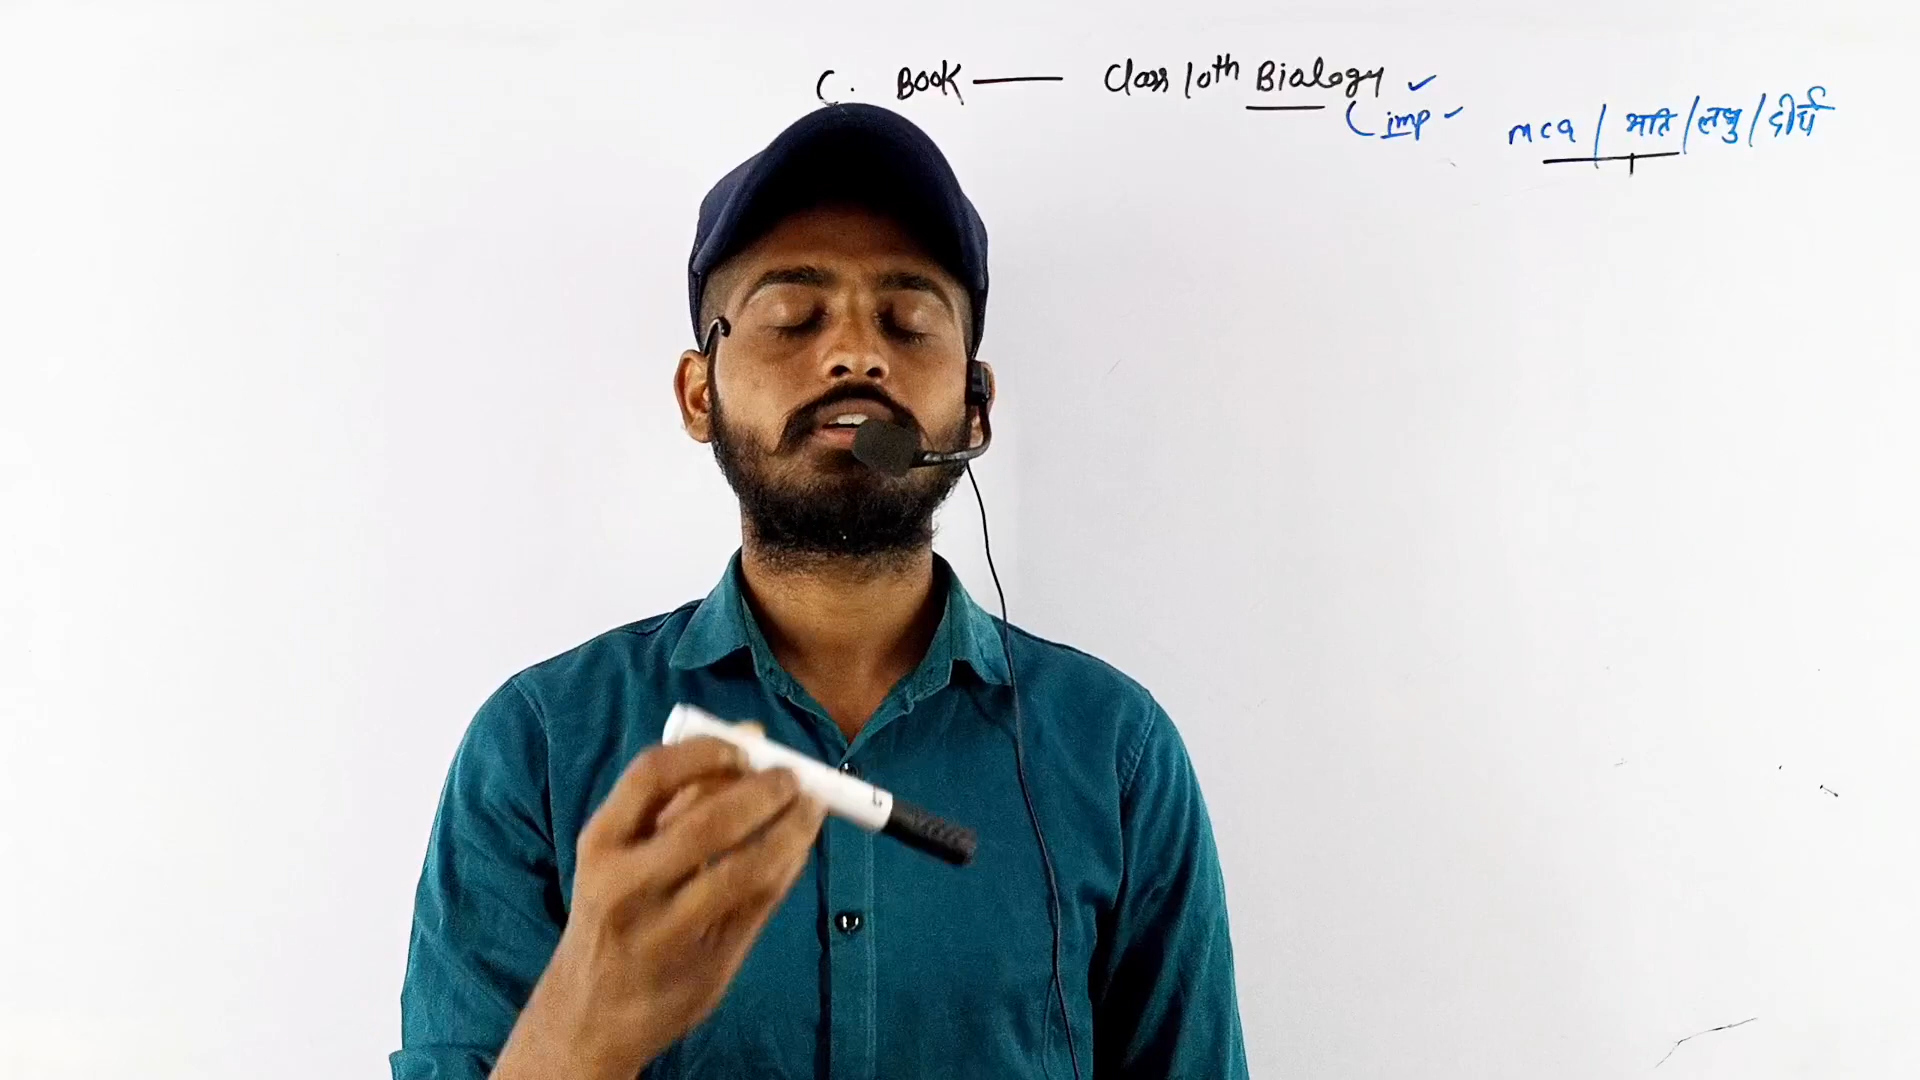 C. Book — Class 10th Biology ✓
( imp ✓ mcq / अति / लघु / दीर्घ